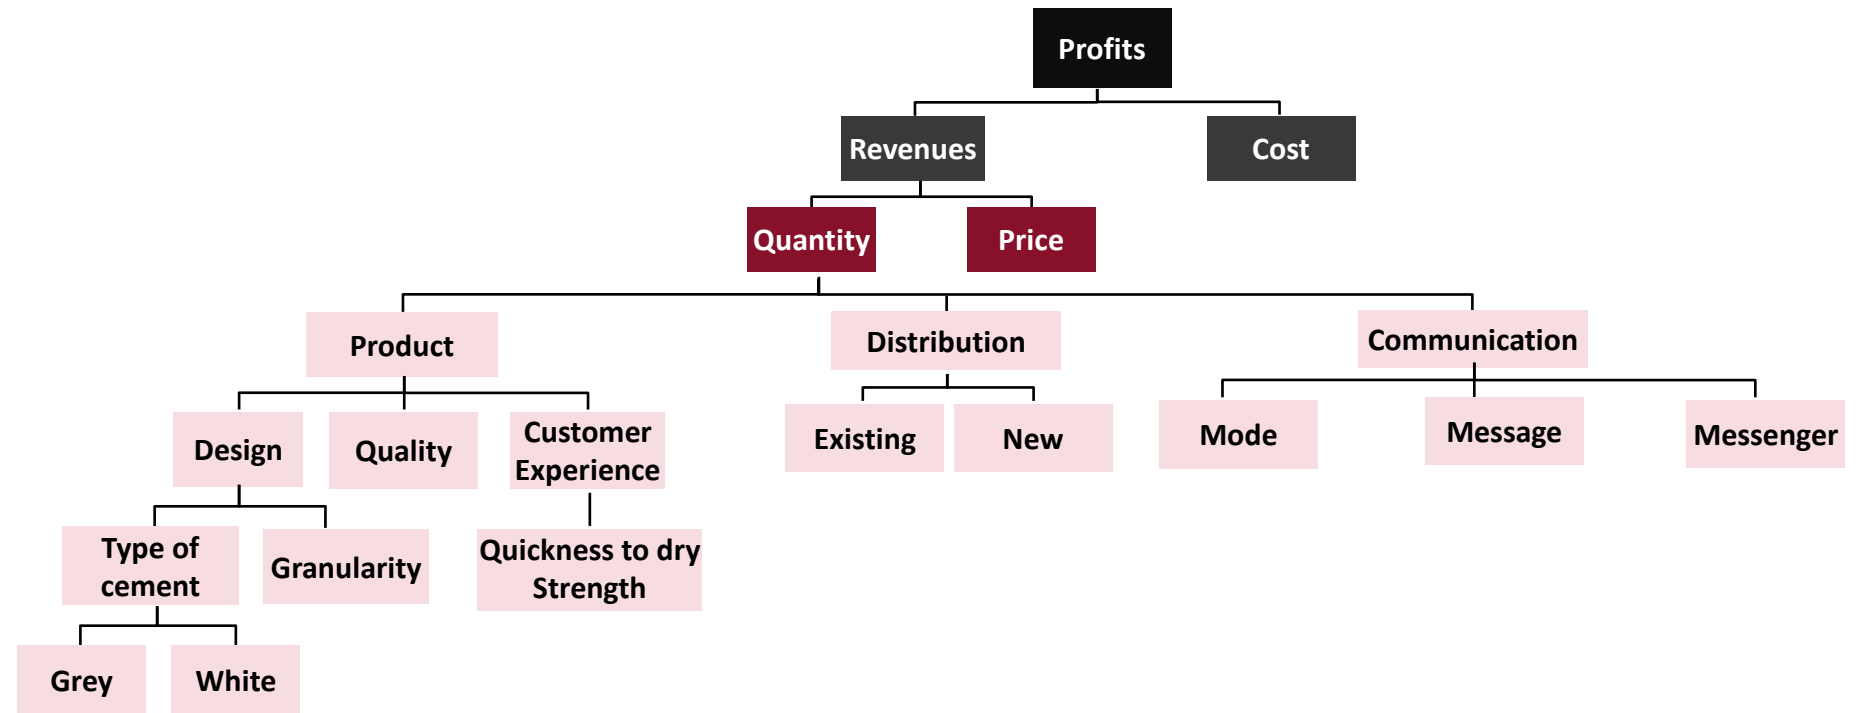 Profits
Revenues
Cost
Quantity
Price
Product
Distribution
Communication
Design
Quality
Customer
Experience
Existing
New
Mode
Message
Messenger
Type of
cement
Granularity
Quickness to dry
Strength
Grey
White